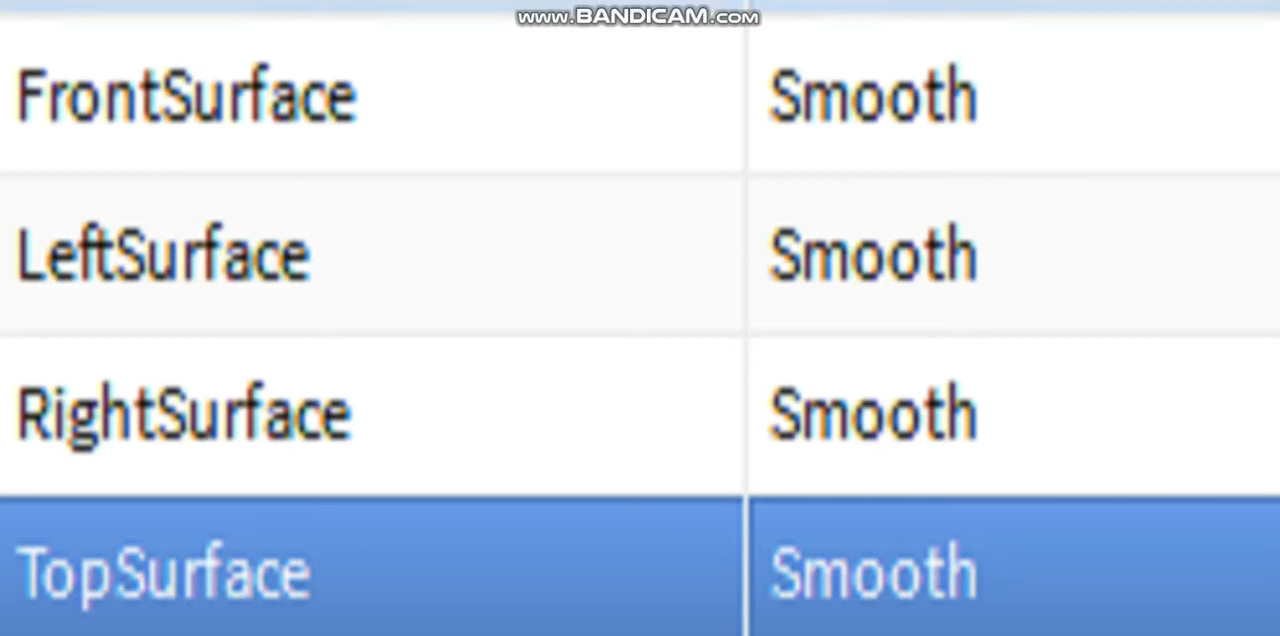 www.BANDICAM.com
FrontSurface Smooth
LeftSurface Smooth
RightSurface Smooth
TopSurface Smooth